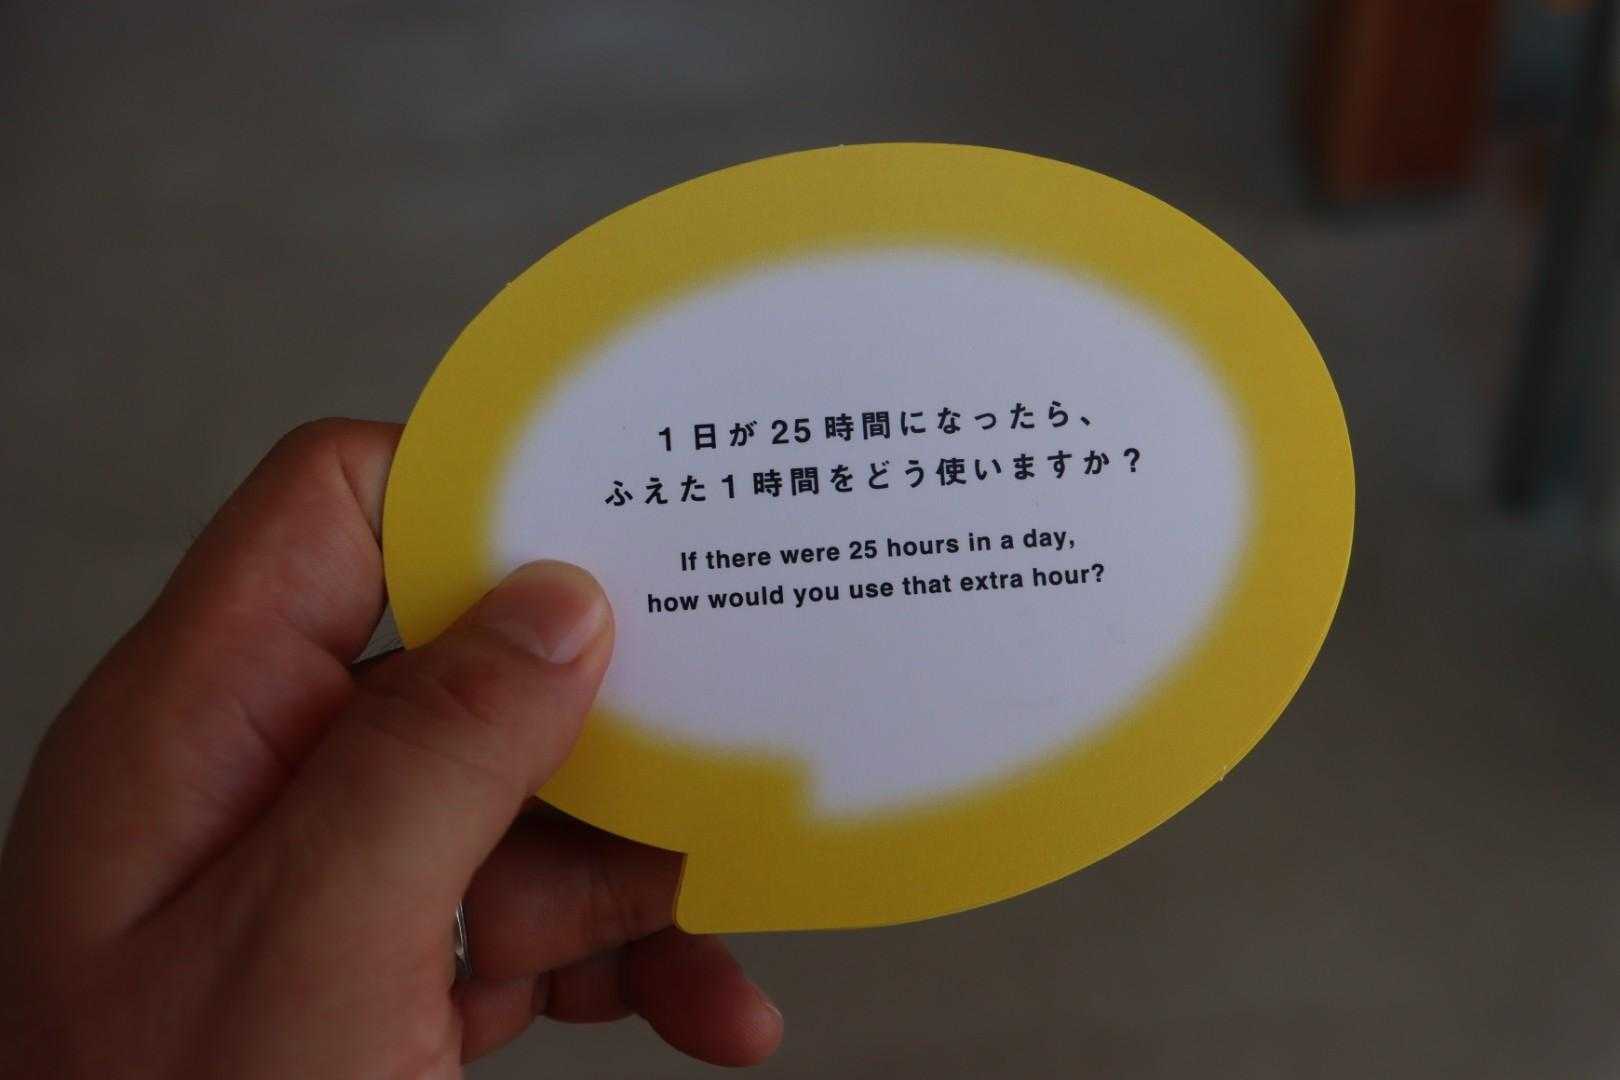 1日が25時間になったら、
ふえた1時間をどう使いますか？
If there were 25 hours in a day,
how would you use that extra hour?